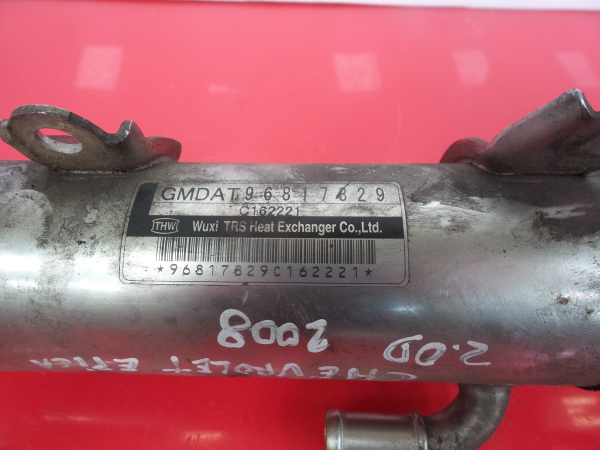 GMDAT 96817829
C162221
THW Wuxi TRS Heat Exchanger Co.,Ltd.
*96817829C162221*
CHEVROLET EPICA
2.0D
2008